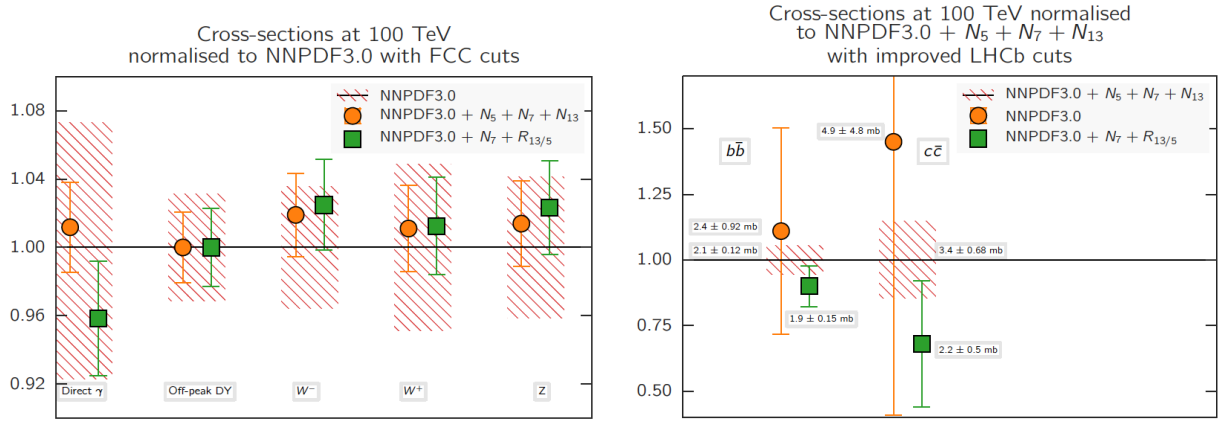 Cross-sections at 100 TeV
normalised to NNPDF3.0 with FCC cuts
1.08
1.04
1.00
0.96
0.92
NNPDF3.0
NNPDF3.0 + N₅ + N₇ + N₁₃
NNPDF3.0 + N₇ + R₁₃/₅
Direct γ
Off-peak DY
W⁻
W⁺
Z
Cross-sections at 100 TeV normalised
to NNPDF3.0 + N₅ + N₇ + N₁₃
with improved LHCb cuts
1.50
1.25
1.00
0.75
0.50
NNPDF3.0 + N₅ + N₇ + N₁₃
NNPDF3.0
NNPDF3.0 + N₇ + R₁₃/₅
bb̄
cc̄
4.9 ± 4.8 mb
2.4 ± 0.92 mb
2.1 ± 0.12 mb
3.4 ± 0.68 mb
1.9 ± 0.15 mb
2.2 ± 0.5 mb